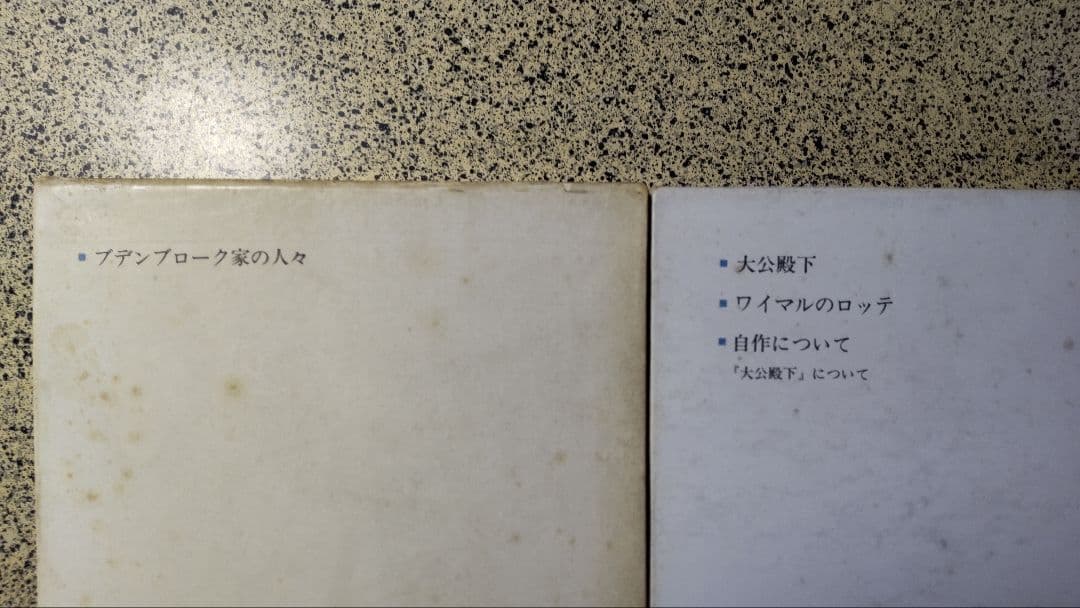 ■ ブデンブローク家の人々
■ 大公殿下
■ ワイマルのロッテ
■ 自作について
『大公殿下』について